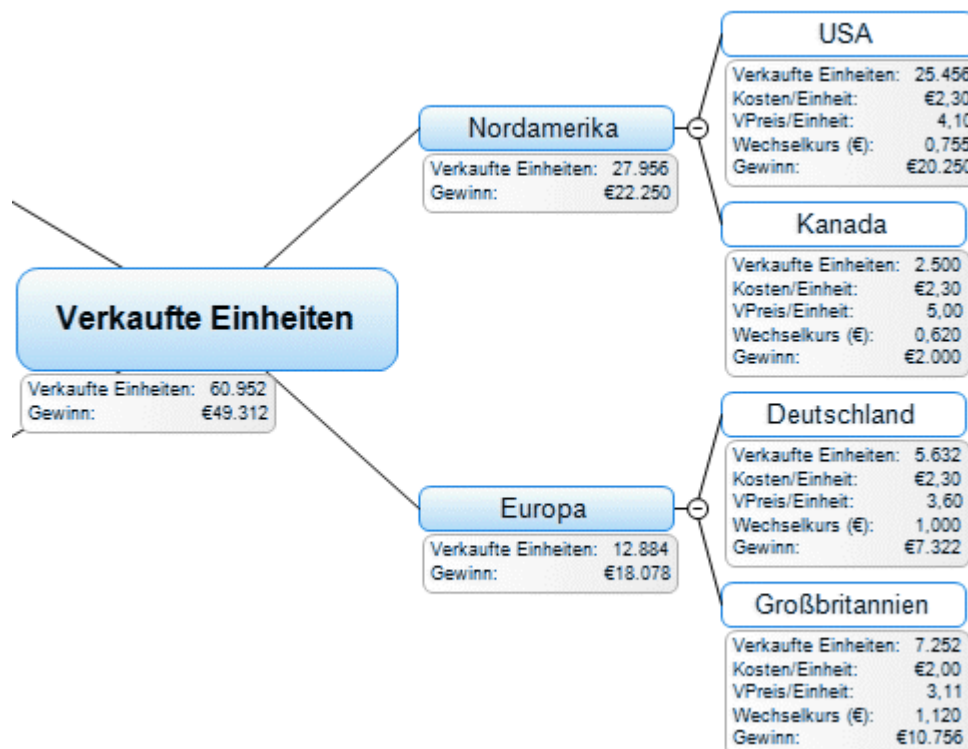 USA
Verkaufte Einheiten: 25.456
Kosten/Einheit: €2,30
VPreis/Einheit: 4,10
Wechselkurs (€): 0,755
Gewinn: €20.250
Nordamerika
Verkaufte Einheiten: 27.956
Gewinn: €22.250
Kanada
Verkaufte Einheiten: 2.500
Kosten/Einheit: €2,30
VPreis/Einheit: 5,00
Wechselkurs (€): 0,620
Gewinn: €2.000
Verkaufte Einheiten
Verkaufte Einheiten: 60.952
Gewinn: €49.312
Deutschland
Verkaufte Einheiten: 5.632
Kosten/Einheit: €2,30
VPreis/Einheit: 3,60
Wechselkurs (€): 1,000
Gewinn: €7.322
Europa
Verkaufte Einheiten: 12.884
Gewinn: €18.078
Großbritannien
Verkaufte Einheiten: 7.252
Kosten/Einheit: €2,00
VPreis/Einheit: 3,11
Wechselkurs (€): 1,120
Gewinn: €10.756